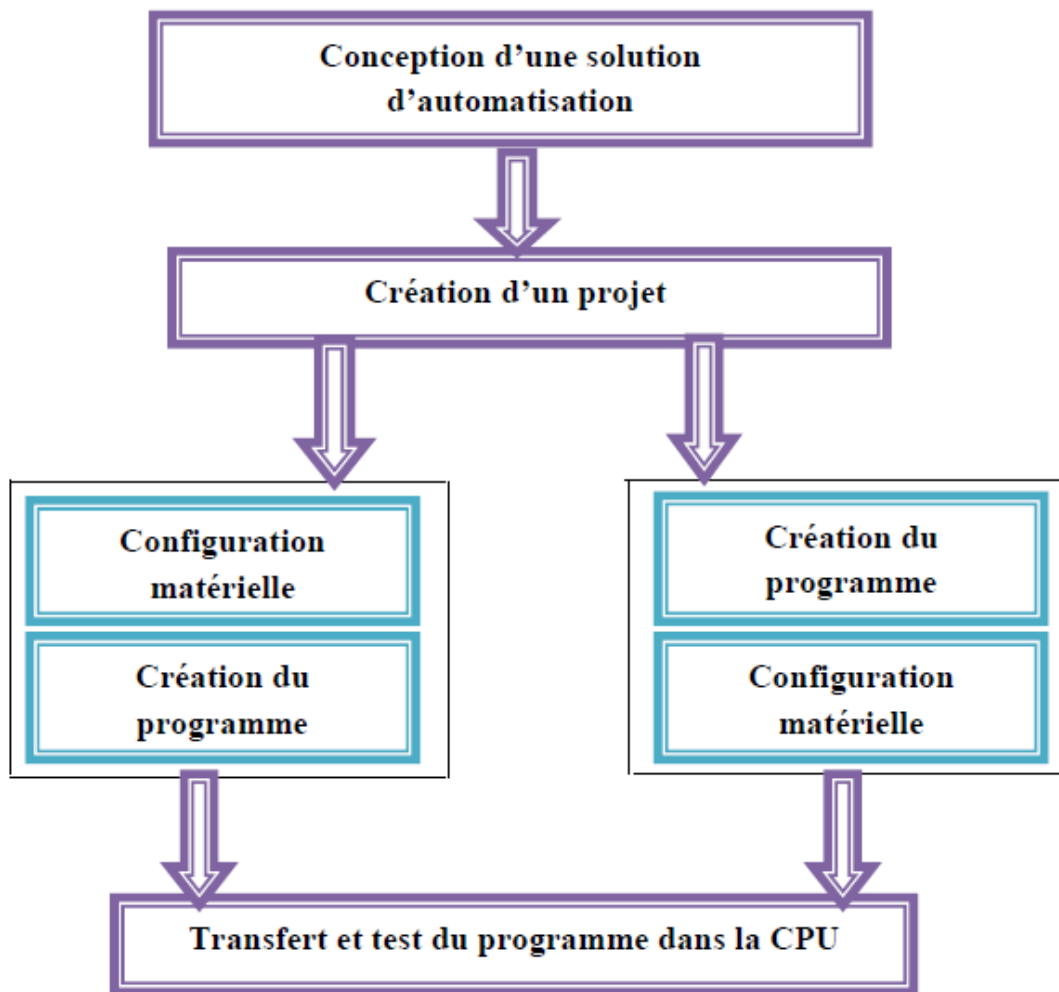 Conception d’une solution
d’automatisation
Création d’un projet
Configuration
matérielle
Création du
programme
Création du
programme
Configuration
matérielle
Transfert et test du programme dans la CPU